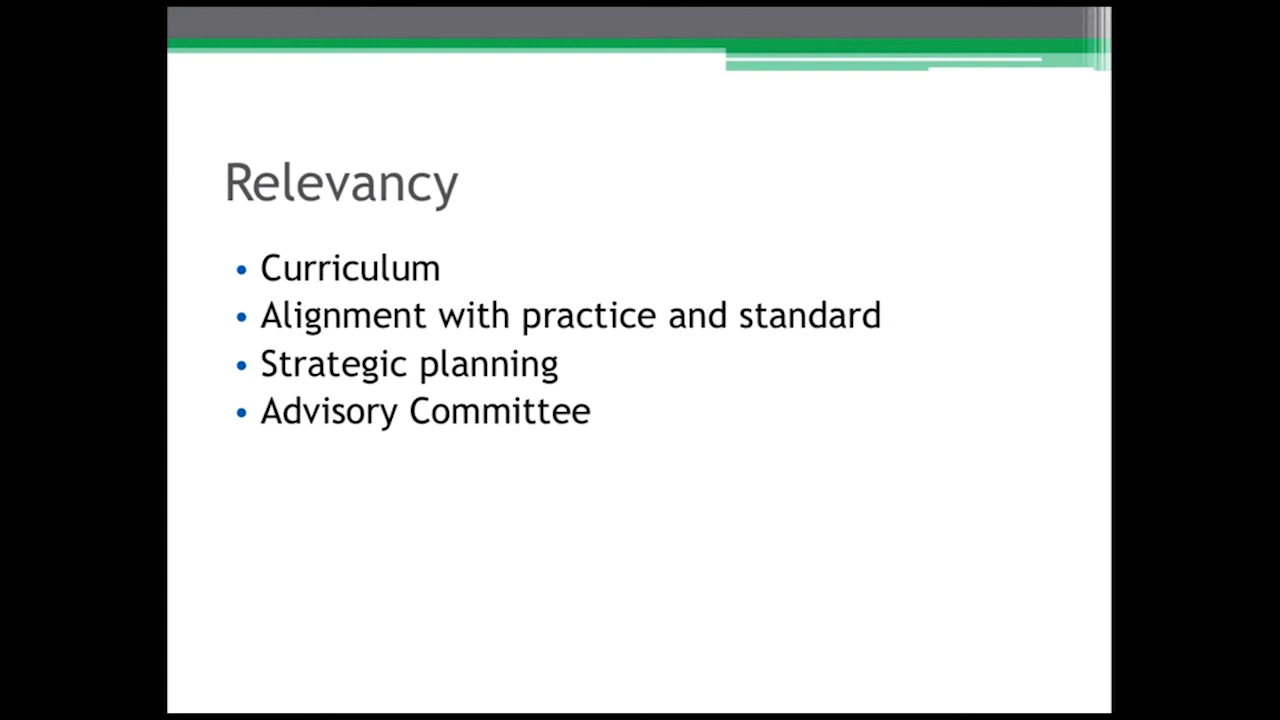 Relevancy
• Curriculum
• Alignment with practice and standard
• Strategic planning
• Advisory Committee